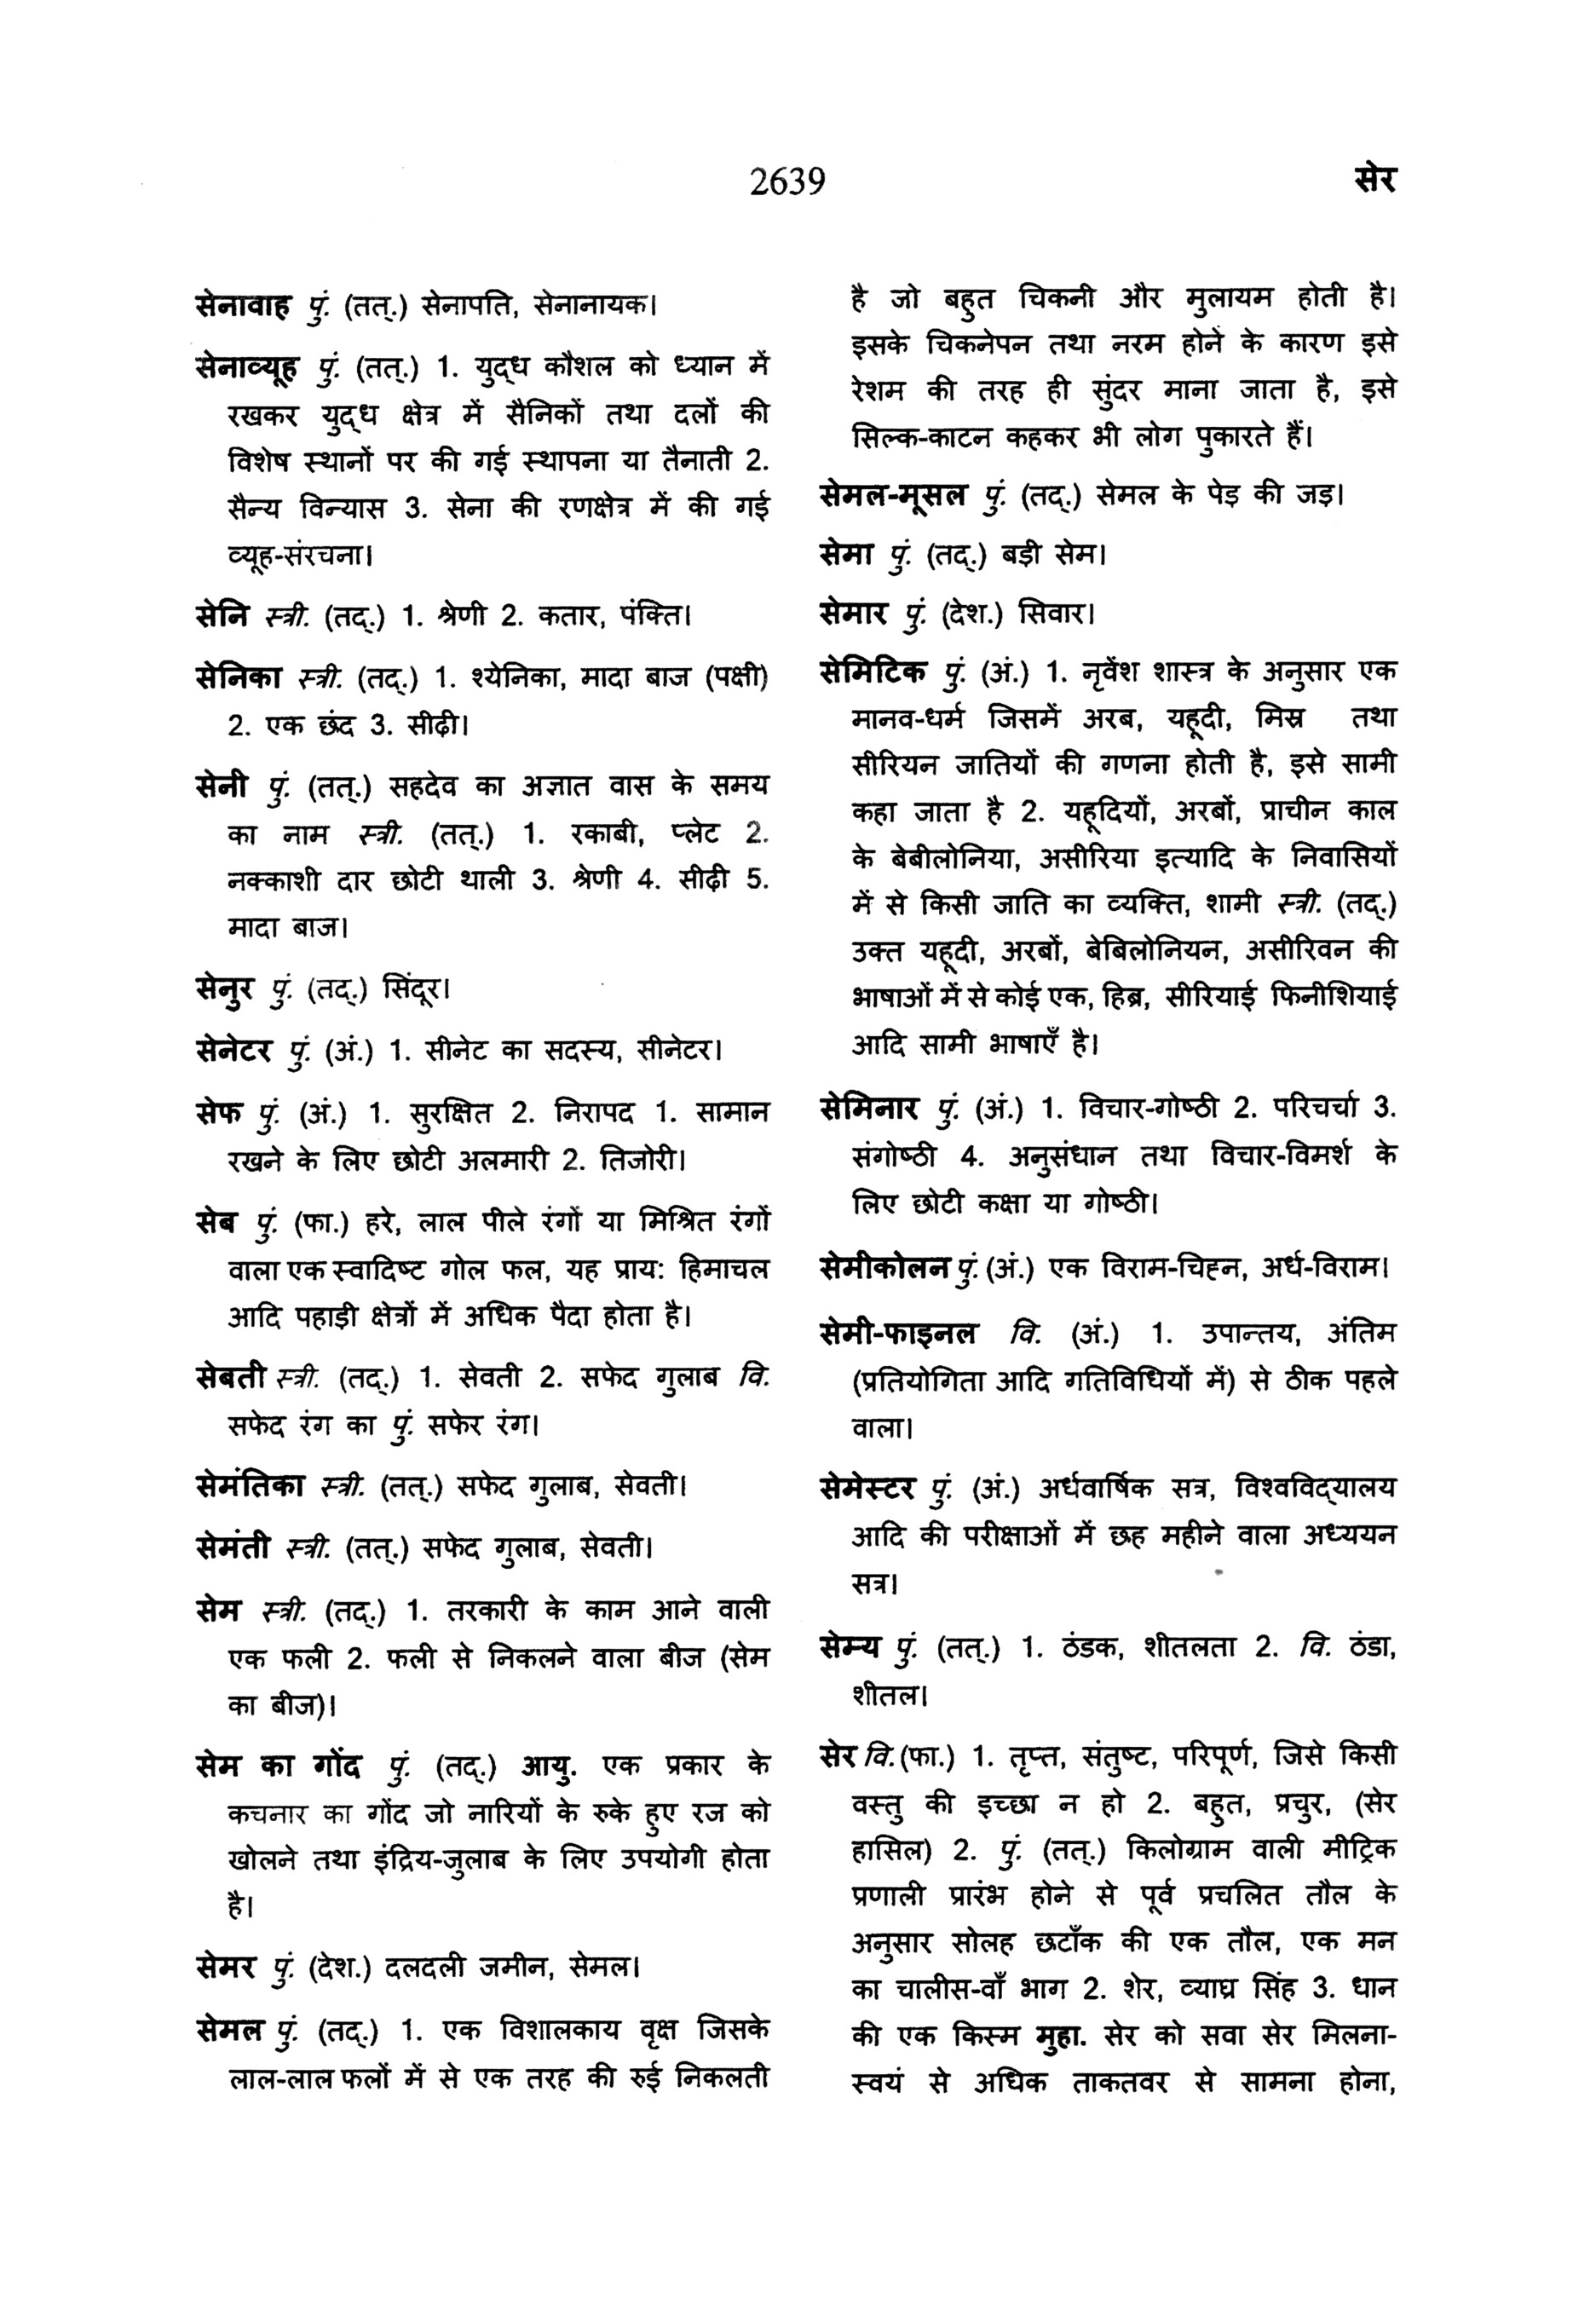 2639
सेर
सेनावाह पुं. (तत्.) सेनापति, सेनानायक।
सेनाव्यूह पुं. (तत्.) 1. युद्ध कौशल को ध्यान में
रखकर युद्ध क्षेत्र में सैनिकों तथा दलों की
विशेष स्थानों पर की गई स्थापना या तैनाती 2.
सैन्य विन्यास 3. सेना की रणक्षेत्र में की गई
व्यूह-संरचना।
सेनि स्त्री. (तद्.) 1. श्रेणी 2. कतार, पंक्ति।
सेनिका स्त्री. (तद्.) 1. श्येनिका, मादा बाज (पक्षी)
2. एक छंद 3. सीढ़ी।
सेनी पुं. (तत्.) सहदेव का अज्ञात वास के समय
का नाम स्त्री. (तत्.) 1. रकाबी, प्लेट 2.
नक्काशी दार छोटी थाली 3. श्रेणी 4. सीढ़ी 5.
मादा बाज।
सेनुर पुं. (तद्.) सिंदूर।
सेनेटर पुं. (अं.) 1. सीनेट का सदस्य, सीनेटर।
सेफ पुं. (अं.) 1. सुरक्षित 2. निरापद 1. सामान
रखने के लिए छोटी अलमारी 2. तिजोरी।
सेब पुं. (फा.) हरे, लाल पीले रंगों या मिश्रित रंगों
वाला एक स्वादिष्ट गोल फल, यह प्राय: हिमाचल
आदि पहाड़ी क्षेत्रों में अधिक पैदा होता है।
सेबती स्त्री. (तद्.) 1. सेवती 2. सफेद गुलाब वि.
सफेद रंग का पुं. सफेर रंग।
सेमंतिका स्त्री. (तत्.) सफेद गुलाब, सेवती।
सेमंती स्त्री. (तत्.) सफेद गुलाब, सेवती।
सेम स्त्री. (तद्.) 1. तरकारी के काम आने वाली
एक फली 2. फली से निकलने वाला बीज (सेम
का बीज)।
सेम का गोंद पुं. (तद्.) आयु. एक प्रकार के
कचनार का गोंद जो नारियों के रुके हुए रज को
खोलने तथा इंद्रिय-जुलाब के लिए उपयोगी होता
है।
सेमर पुं. (देश.) दलदली जमीन, सेमल।
सेमल पुं. (तद्.) 1. एक विशालकाय वृक्ष जिसके
लाल-लाल फलों में से एक तरह की रुई निकलती
है जो बहुत चिकनी और मुलायम होती है।
इसके चिकनेपन तथा नरम होने के कारण इसे
रेशम की तरह ही सुंदर माना जाता है, इसे
सिल्क-काटन कहकर भी लोग पुकारते हैं।
सेमल-मूसल पुं. (तद्.) सेमल के पेड़ की जड़।
सेमा पुं. (तद्.) बड़ी सेम।
सेमार पुं. (देश.) सिवार।
सेमिटिक पुं. (अं.) 1. नृवेंश शास्त्र के अनुसार एक
मानव-धर्म जिसमें अरब, यहूदी, मिस्र तथा
सीरियन जातियों की गणना होती है, इसे सामी
कहा जाता है 2. यहूदियों, अरबों, प्राचीन काल
के बेबीलोनिया, असीरिया इत्यादि के निवासियों
में से किसी जाति का व्यक्ति, शामी स्त्री. (तद्.)
उक्त यहूदी, अरबों, बेबिलोनियन, असीरिवन की
भाषाओं में से कोई एक, हिब्र, सीरियाई फिनीशियाई
आदि सामी भाषाएँ है।
सेमिनार पुं. (अं.) 1. विचार-गोष्ठी 2. परिचर्चा 3.
संगोष्ठी 4. अनुसंधान तथा विचार-विमर्श के
लिए छोटी कक्षा या गोष्ठी।
सेमीकोलन पुं. (अं.) एक विराम-चिह्न, अर्ध-विराम।
सेमी-फाइनल वि. (अं.) 1. उपान्तय, अंतिम
(प्रतियोगिता आदि गतिविधियों में) से ठीक पहले
वाला।
सेमेस्टर पुं. (अं.) अर्धवार्षिक सत्र, विश्वविद्यालय
आदि की परीक्षाओं में छह महीने वाला अध्ययन
सत्र।
सेम्य पुं. (तत्.) 1. ठंडक, शीतलता 2. वि. ठंडा,
शीतल।
सेर वि. (फा.) 1. तृप्त, संतुष्ट, परिपूर्ण, जिसे किसी
वस्तु की इच्छा न हो 2. बहुत, प्रचुर, (सेर
हासिल) 2. पुं. (तत्.) किलोग्राम वाली मीट्रिक
प्रणाली प्रारंभ होने से पूर्व प्रचलित तौल के
अनुसार सोलह छटाँक की एक तौल, एक मन
का चालीस-वाँ भाग 2. शेर, व्याघ्र सिंह 3. धान
की एक किस्म मुहा. सेर को सवा सेर मिलना-
स्वयं से अधिक ताकतवर से सामना होना,